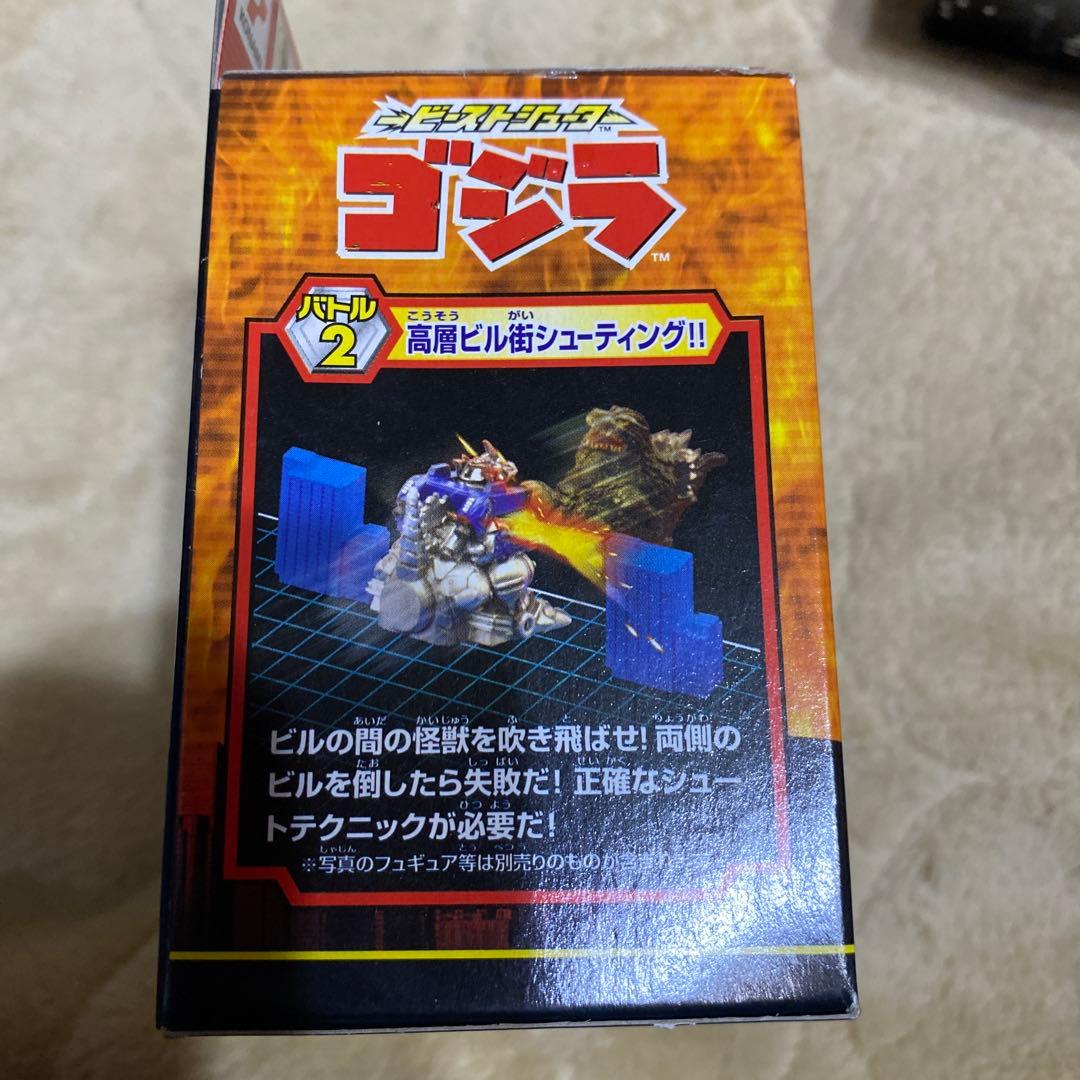 ビーストシューター™
ゴジラ™
バトル
2
こうそう がい
高層ビル街シューティング!!
あいだ かいじゅう ふ と りょうがわ
ビルの間の怪獣を吹き飛ばせ!両側の
たお しっぱい せいかく
ビルを倒したら失敗だ!正確なシュー
ひつよう
トテクニックが必要だ!
しゃしん とう べつ
※写真のフュギュア等は別売りのものが